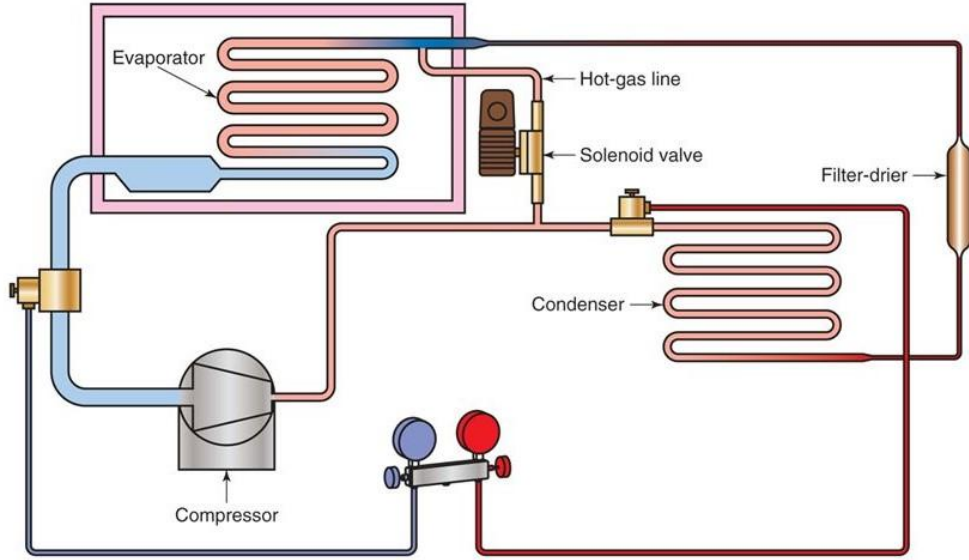 Evaporator
Hot-gas line
Solenoid valve
Filter-drier
Condenser
Compressor